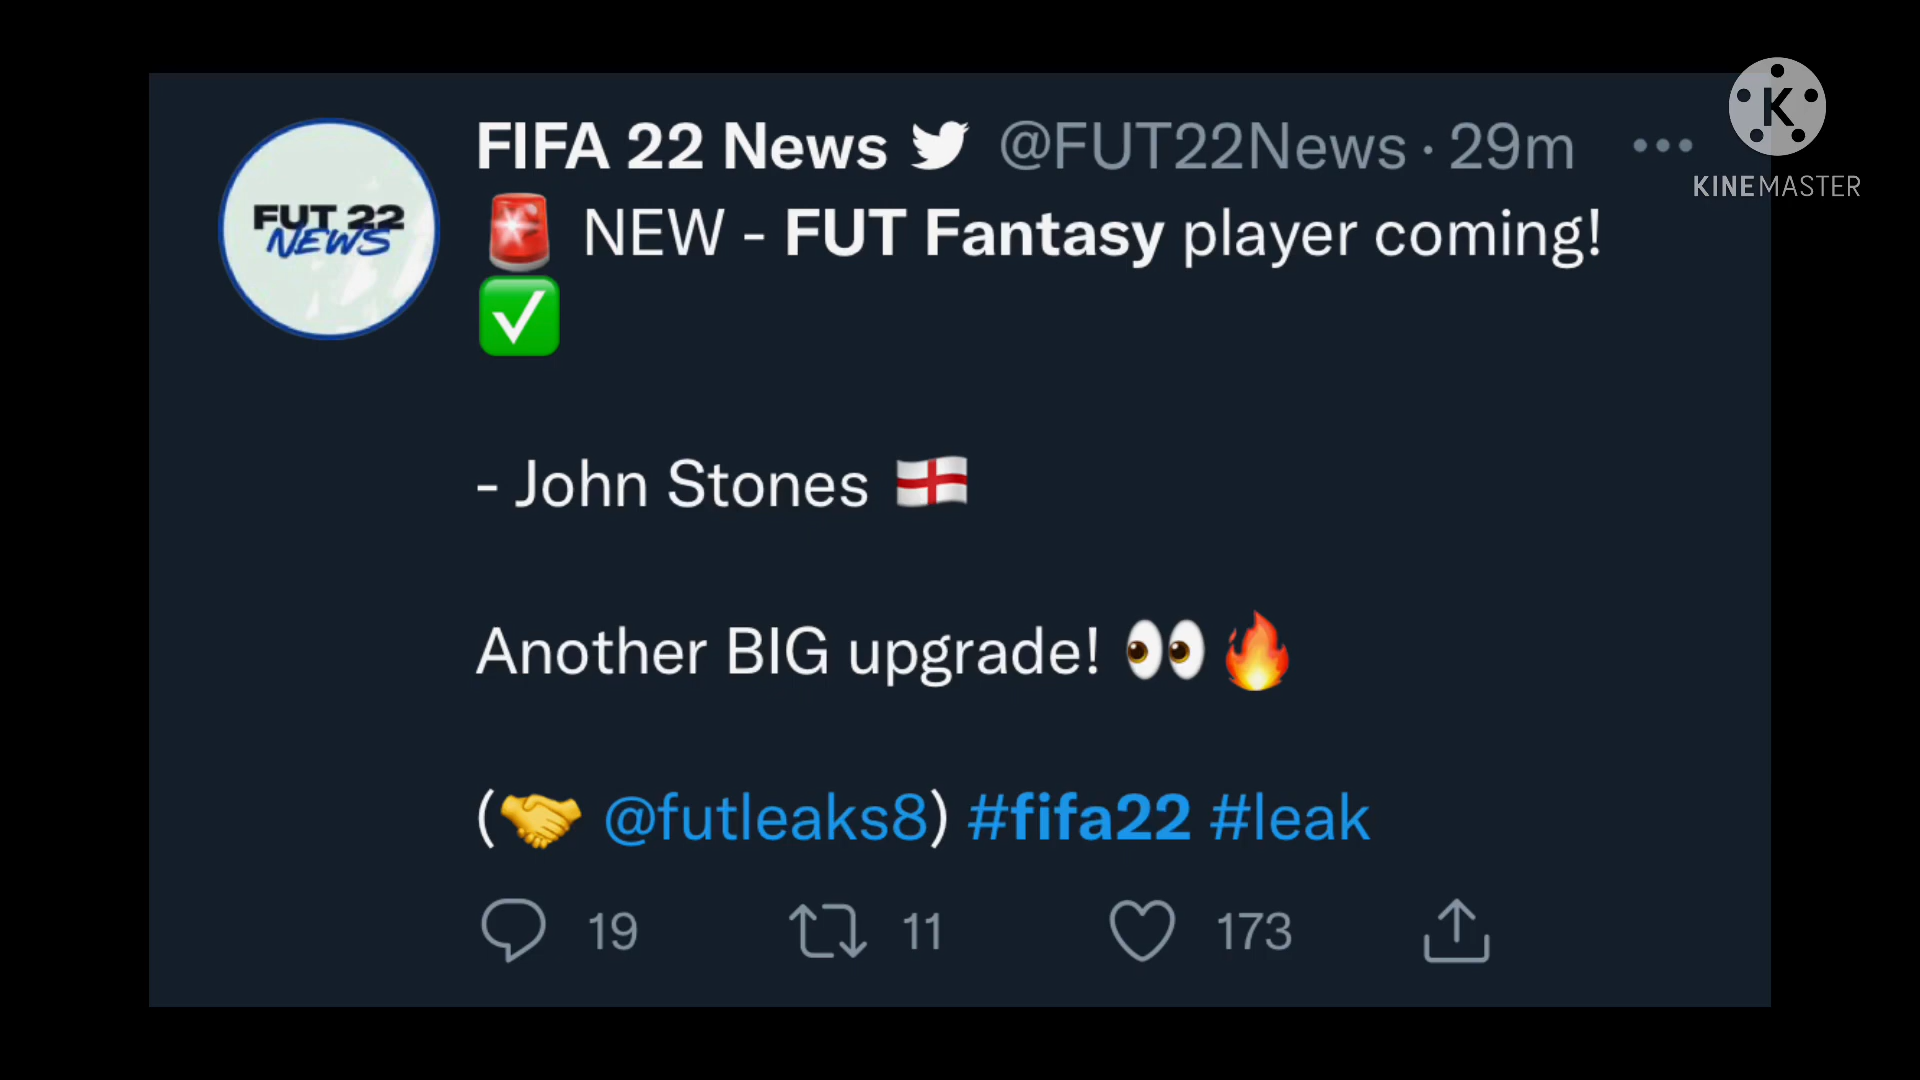 FIFA 22 News @FUT22News · 29m
FUT 22
NEWS
K
KINEMASTER
🚨 NEW - FUT Fantasy player coming!
✅
- John Stones 🏴󠁧󠁢󠁥󠁮󠁧󠁿
Another BIG upgrade! 👀🔥
(🤝 @futleaks8) #fifa22 #leak
19 11 173